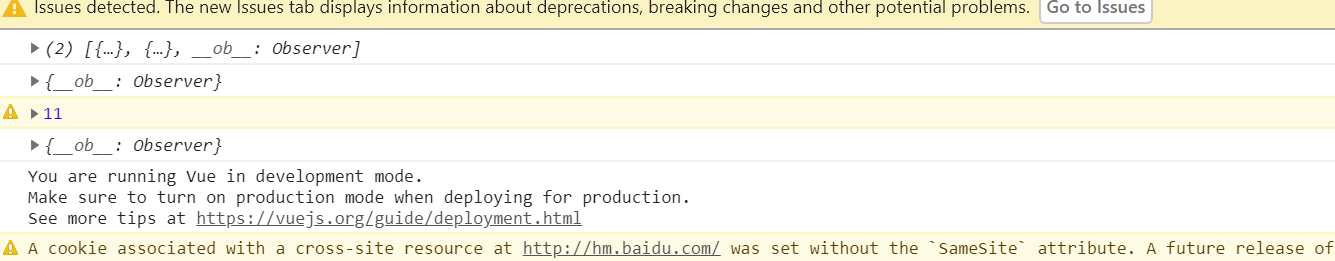 Issues detected. The new Issues tab displays information about deprecations, breaking changes and other potential problems. Go to Issues
(2) [{…}, {…}, __ob__: Observer]
{__ob__: Observer}
11
{__ob__: Observer}
You are running Vue in development mode.
Make sure to turn on production mode when deploying for production.
See more tips at https://vuejs.org/guide/deployment.html
A cookie associated with a cross-site resource at http://hm.baidu.com/ was set without the `SameSite` attribute. A future release of